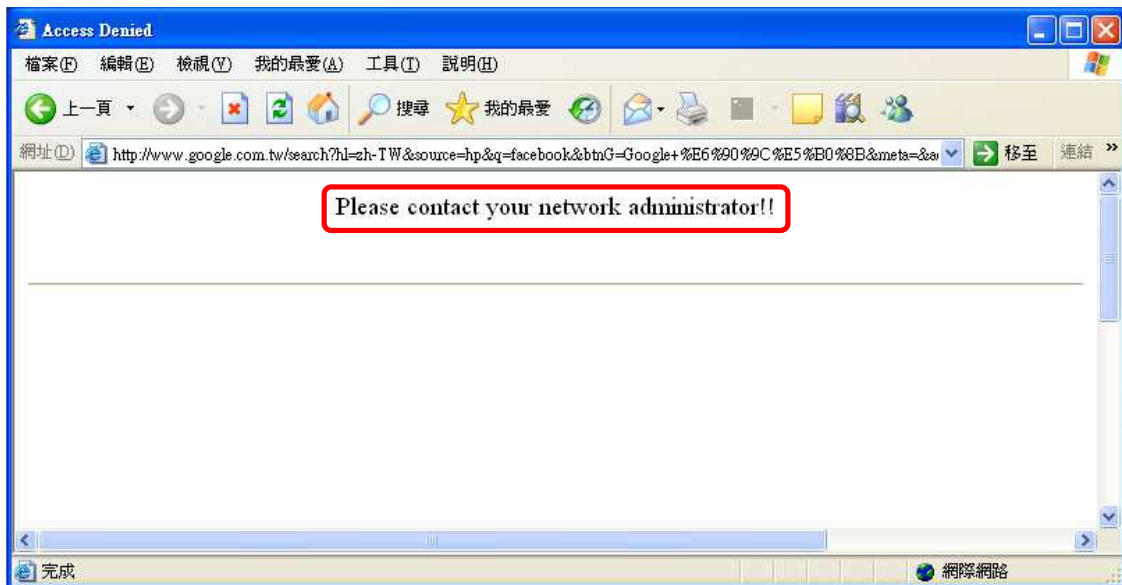 Access Denied
檔案(F) 編輯(E) 檢視(V) 我的最愛(A) 工具(T) 說明(H)
上一頁 搜尋 我的最愛
網址(D) http://www.google.com.tw/search?hl=zh-TW&source=hp&q=facebook&btnG=Google+%E6%90%9C%E5%B0%8B&meta=&a 移至 連結 »
Please contact your network administrator!!
完成 網際網路